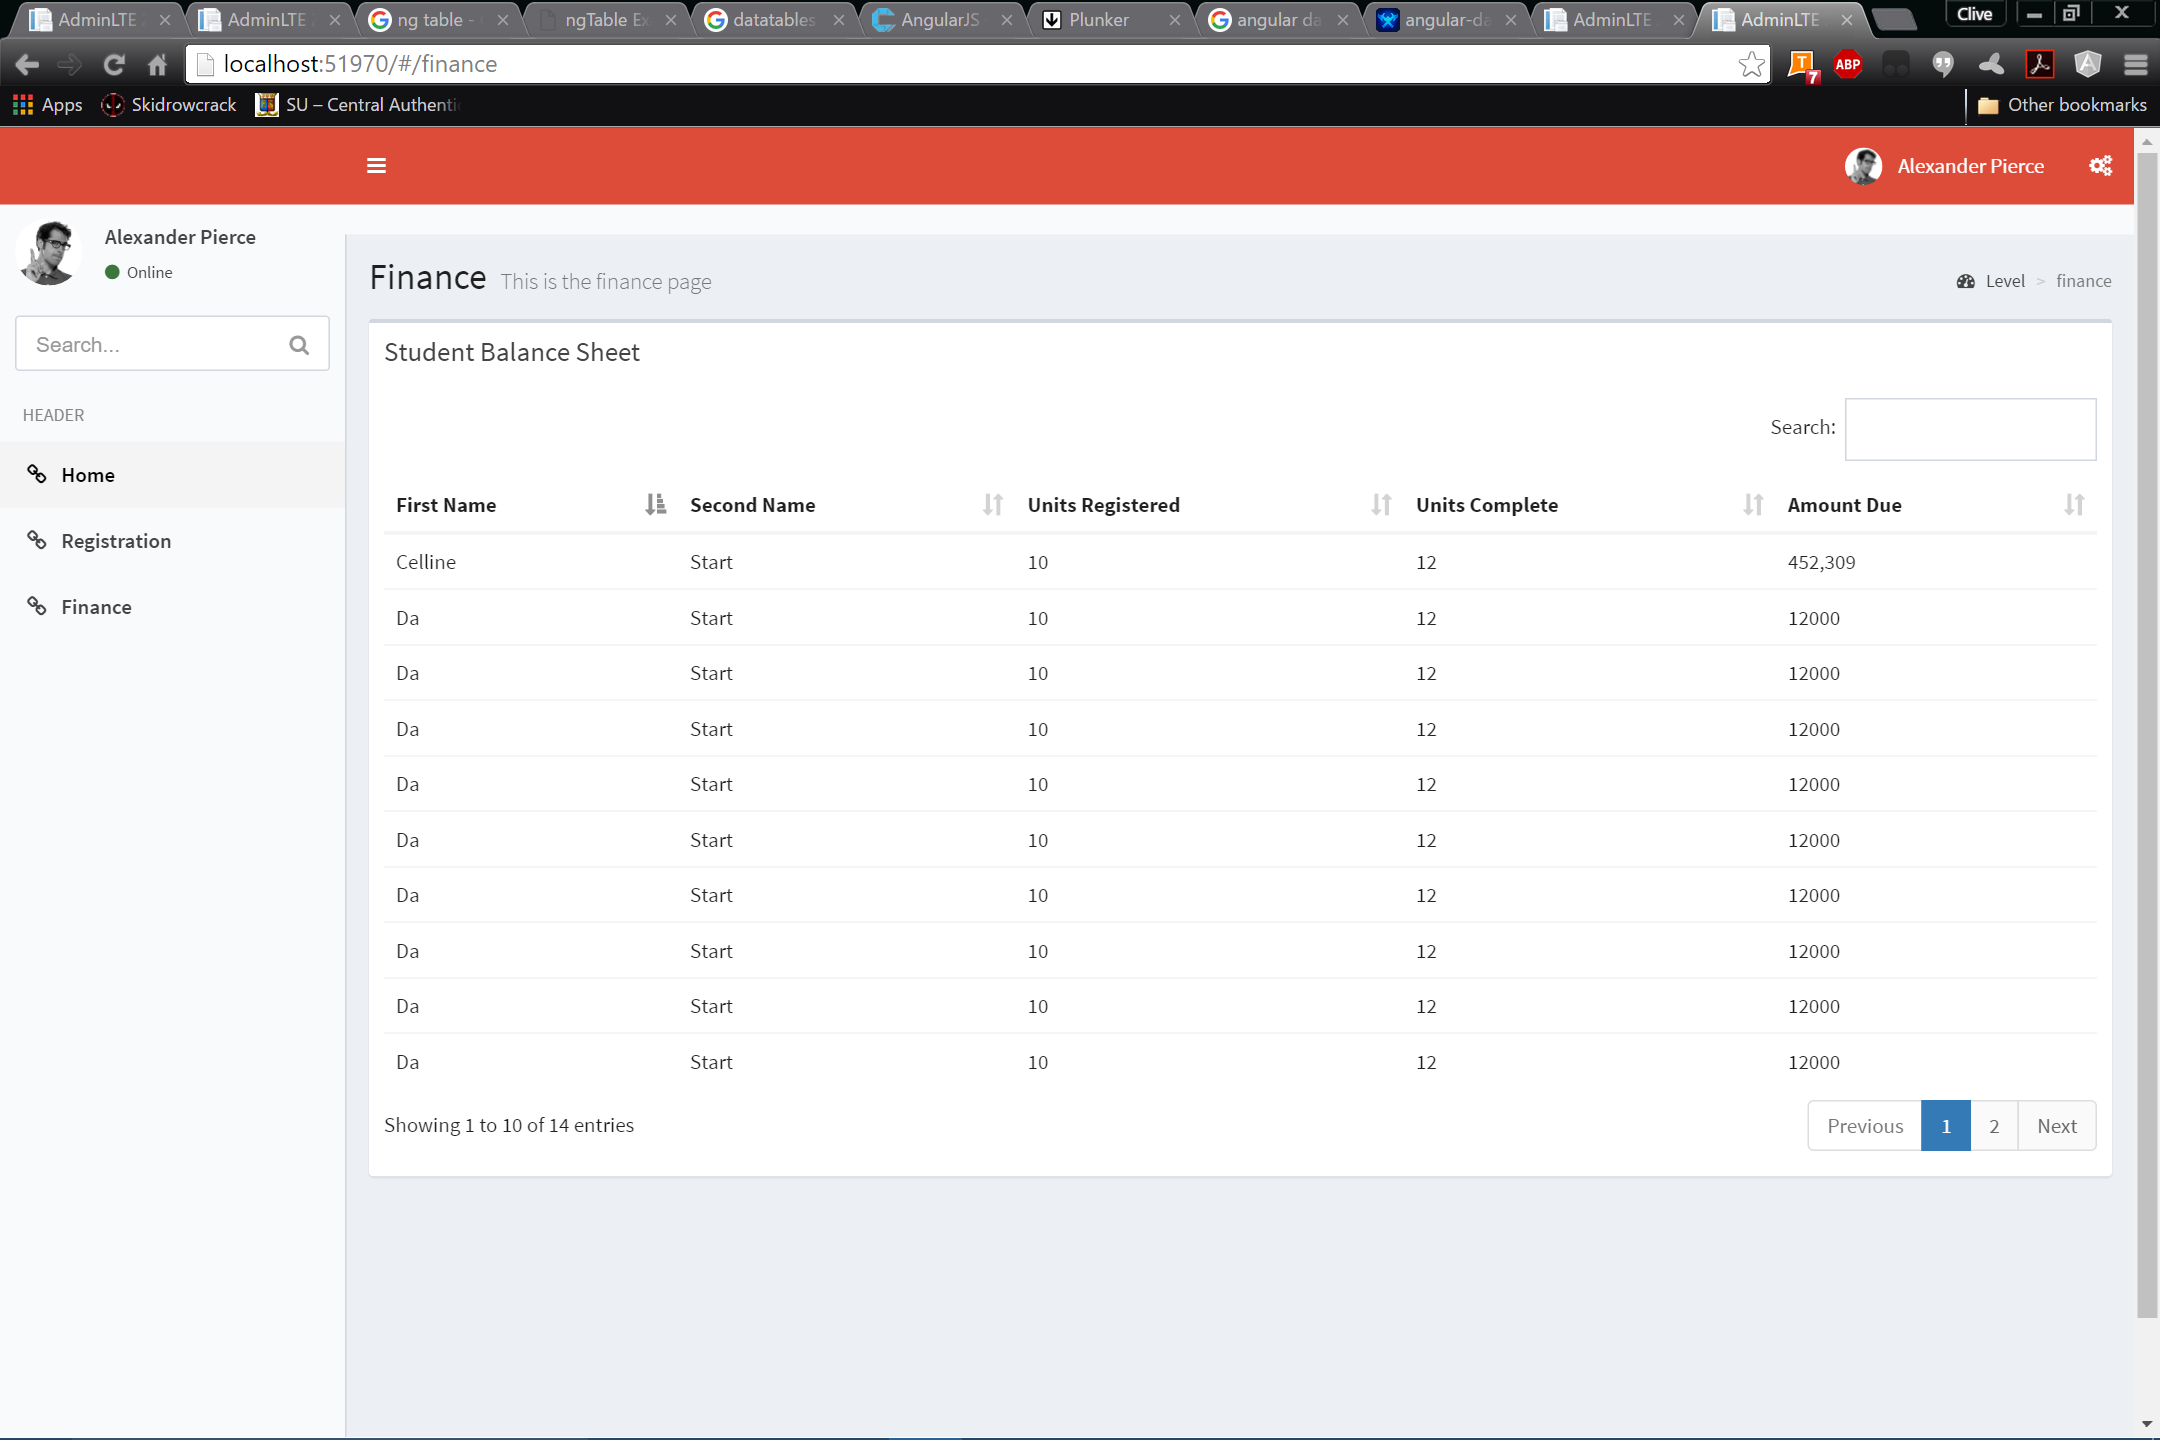 AdminLTE AdminLTE ng table - ngTable Ex datatables AngularJS Plunker angular da angular-da AdminLTE AdminLTE Clive
localhost:51970/#/finance
7 ABP
Apps Skidrowcrack SU – Central Authenti Other bookmarks
Alexander Pierce
Alexander Pierce
Online
Finance This is the finance page
Level > finance
Search...
HEADER
Home
Registration
Finance
Student Balance Sheet
Search:
First Name Second Name Units Registered Units Complete Amount Due
Celline Start 10 12 452,309
Da Start 10 12 12000
Da Start 10 12 12000
Da Start 10 12 12000
Da Start 10 12 12000
Da Start 10 12 12000
Da Start 10 12 12000
Da Start 10 12 12000
Da Start 10 12 12000
Da Start 10 12 12000
Showing 1 to 10 of 14 entries
Previous 1 2 Next